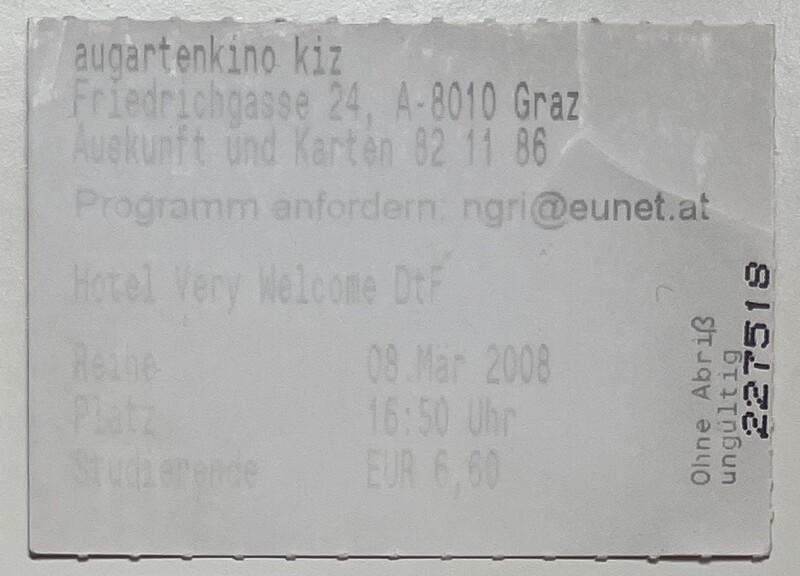 augartenkino kiz
Friedrichgasse 24, A-8010 Graz
Auskunft und Karten 82 11 86
Programm anfordern: ngri@eunet.at
Hotel Very Welcome DtF
Reihe 08.Mär 2008
Platz 16:50 Uhr
Studierende EUR 6,60
Ohne Abriß
ungültig
227518